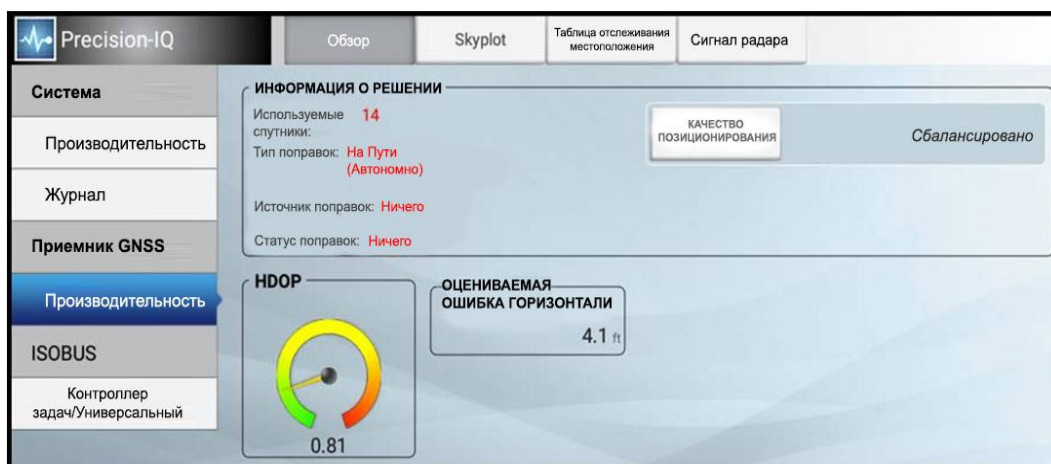 Precision-IQ
Обзор
Skyplot
Таблица отслеживания
местоположения
Сигнал радара
Система
Производительность
Журнал
Приемник GNSS
Производительность
ISOBUS
Контроллер
задач/Универсальный
ИНФОРМАЦИЯ О РЕШЕНИИ
Используемые 14
спутники:
Тип поправок: На Пути
(Автономно)
Источник поправок: Ничего
Статус поправок: Ничего
КАЧЕСТВО
ПОЗИЦИОНИРОВАНИЯ
Сбалансировано
HDOP
0.81
ОЦЕНИВАЕМАЯ
ОШИБКА ГОРИЗОНТАЛИ
4.1 ft